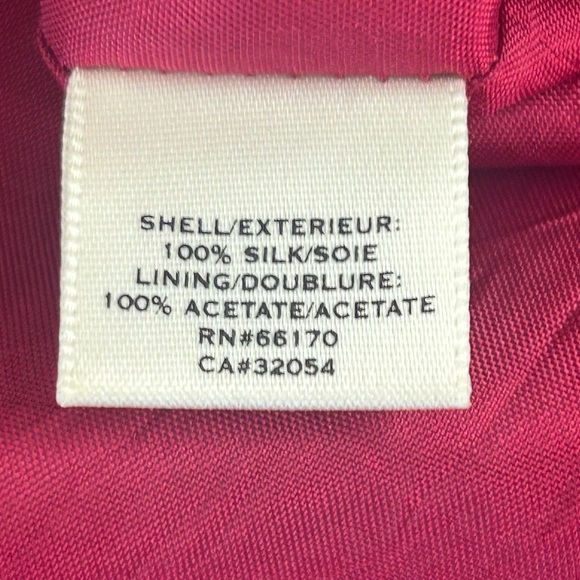 SHELL/EXTERIEUR:
100% SILK/SOIE
LINING/DOUBLURE:
100% ACETATE/ACETATE
RN#66170
CA#32054